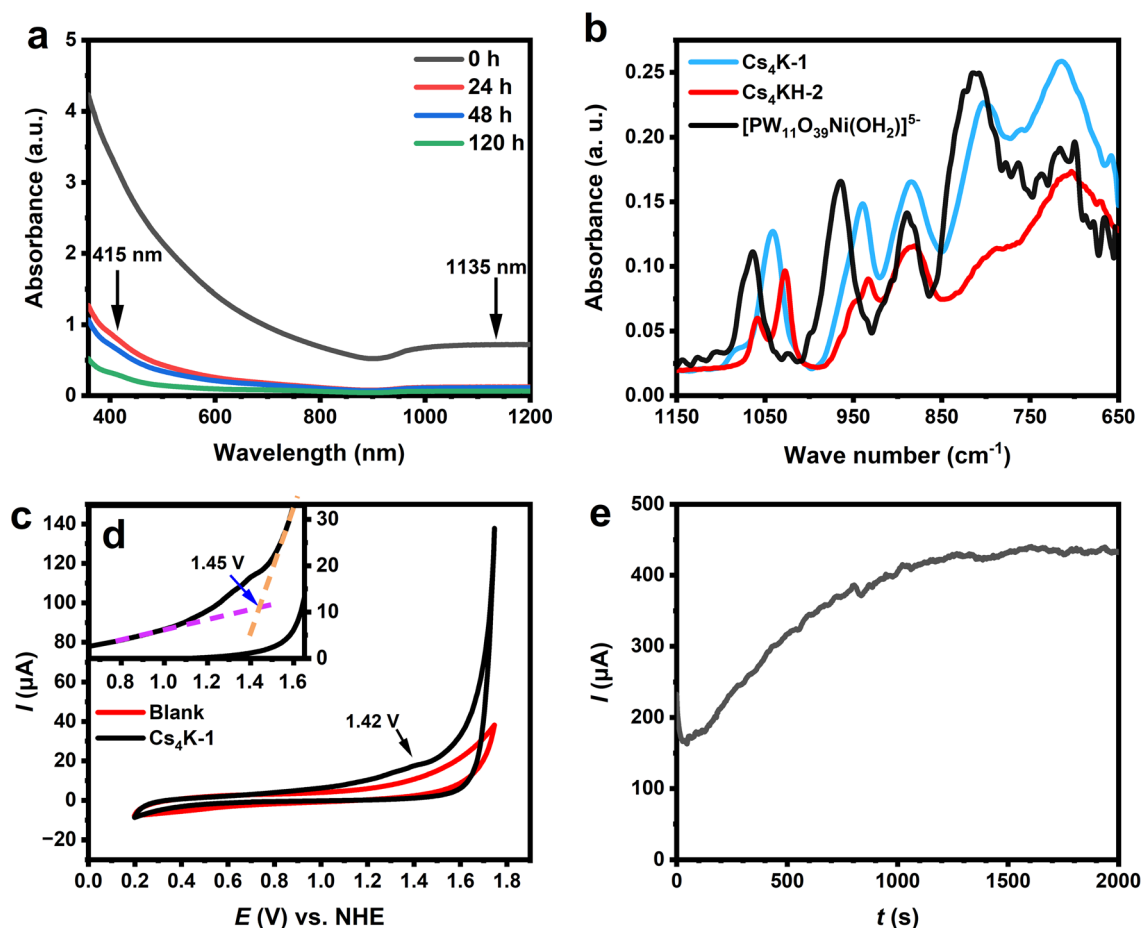 a
5
4
3
2
1
0
Absorbance (a.u.)
0 h
24 h
48 h
120 h
415 nm
1135 nm
400
600
800
1000
1200
Wavelength (nm)
b
0.25
0.20
0.15
0.10
0.05
0.00
Absorbance (a. u.)
Cs₄K-1
Cs₄KH-2
[PW₁₁O₃₉Ni(OH₂)]⁵⁻
1150
1050
950
850
750
650
Wave number (cm⁻¹)
c
140
120
100
80
60
40
20
0
−20
I (µA)
d
1.45 V
30
20
10
0
0.8
1.0
1.2
1.4
1.6
Blank
Cs₄K-1
1.42 V
0.0
0.2
0.4
0.6
0.8
1.0
1.2
1.4
1.6
1.8
E (V) vs. NHE
e
500
400
300
200
100
0
I (µA)
0
500
1000
1500
2000
t (s)